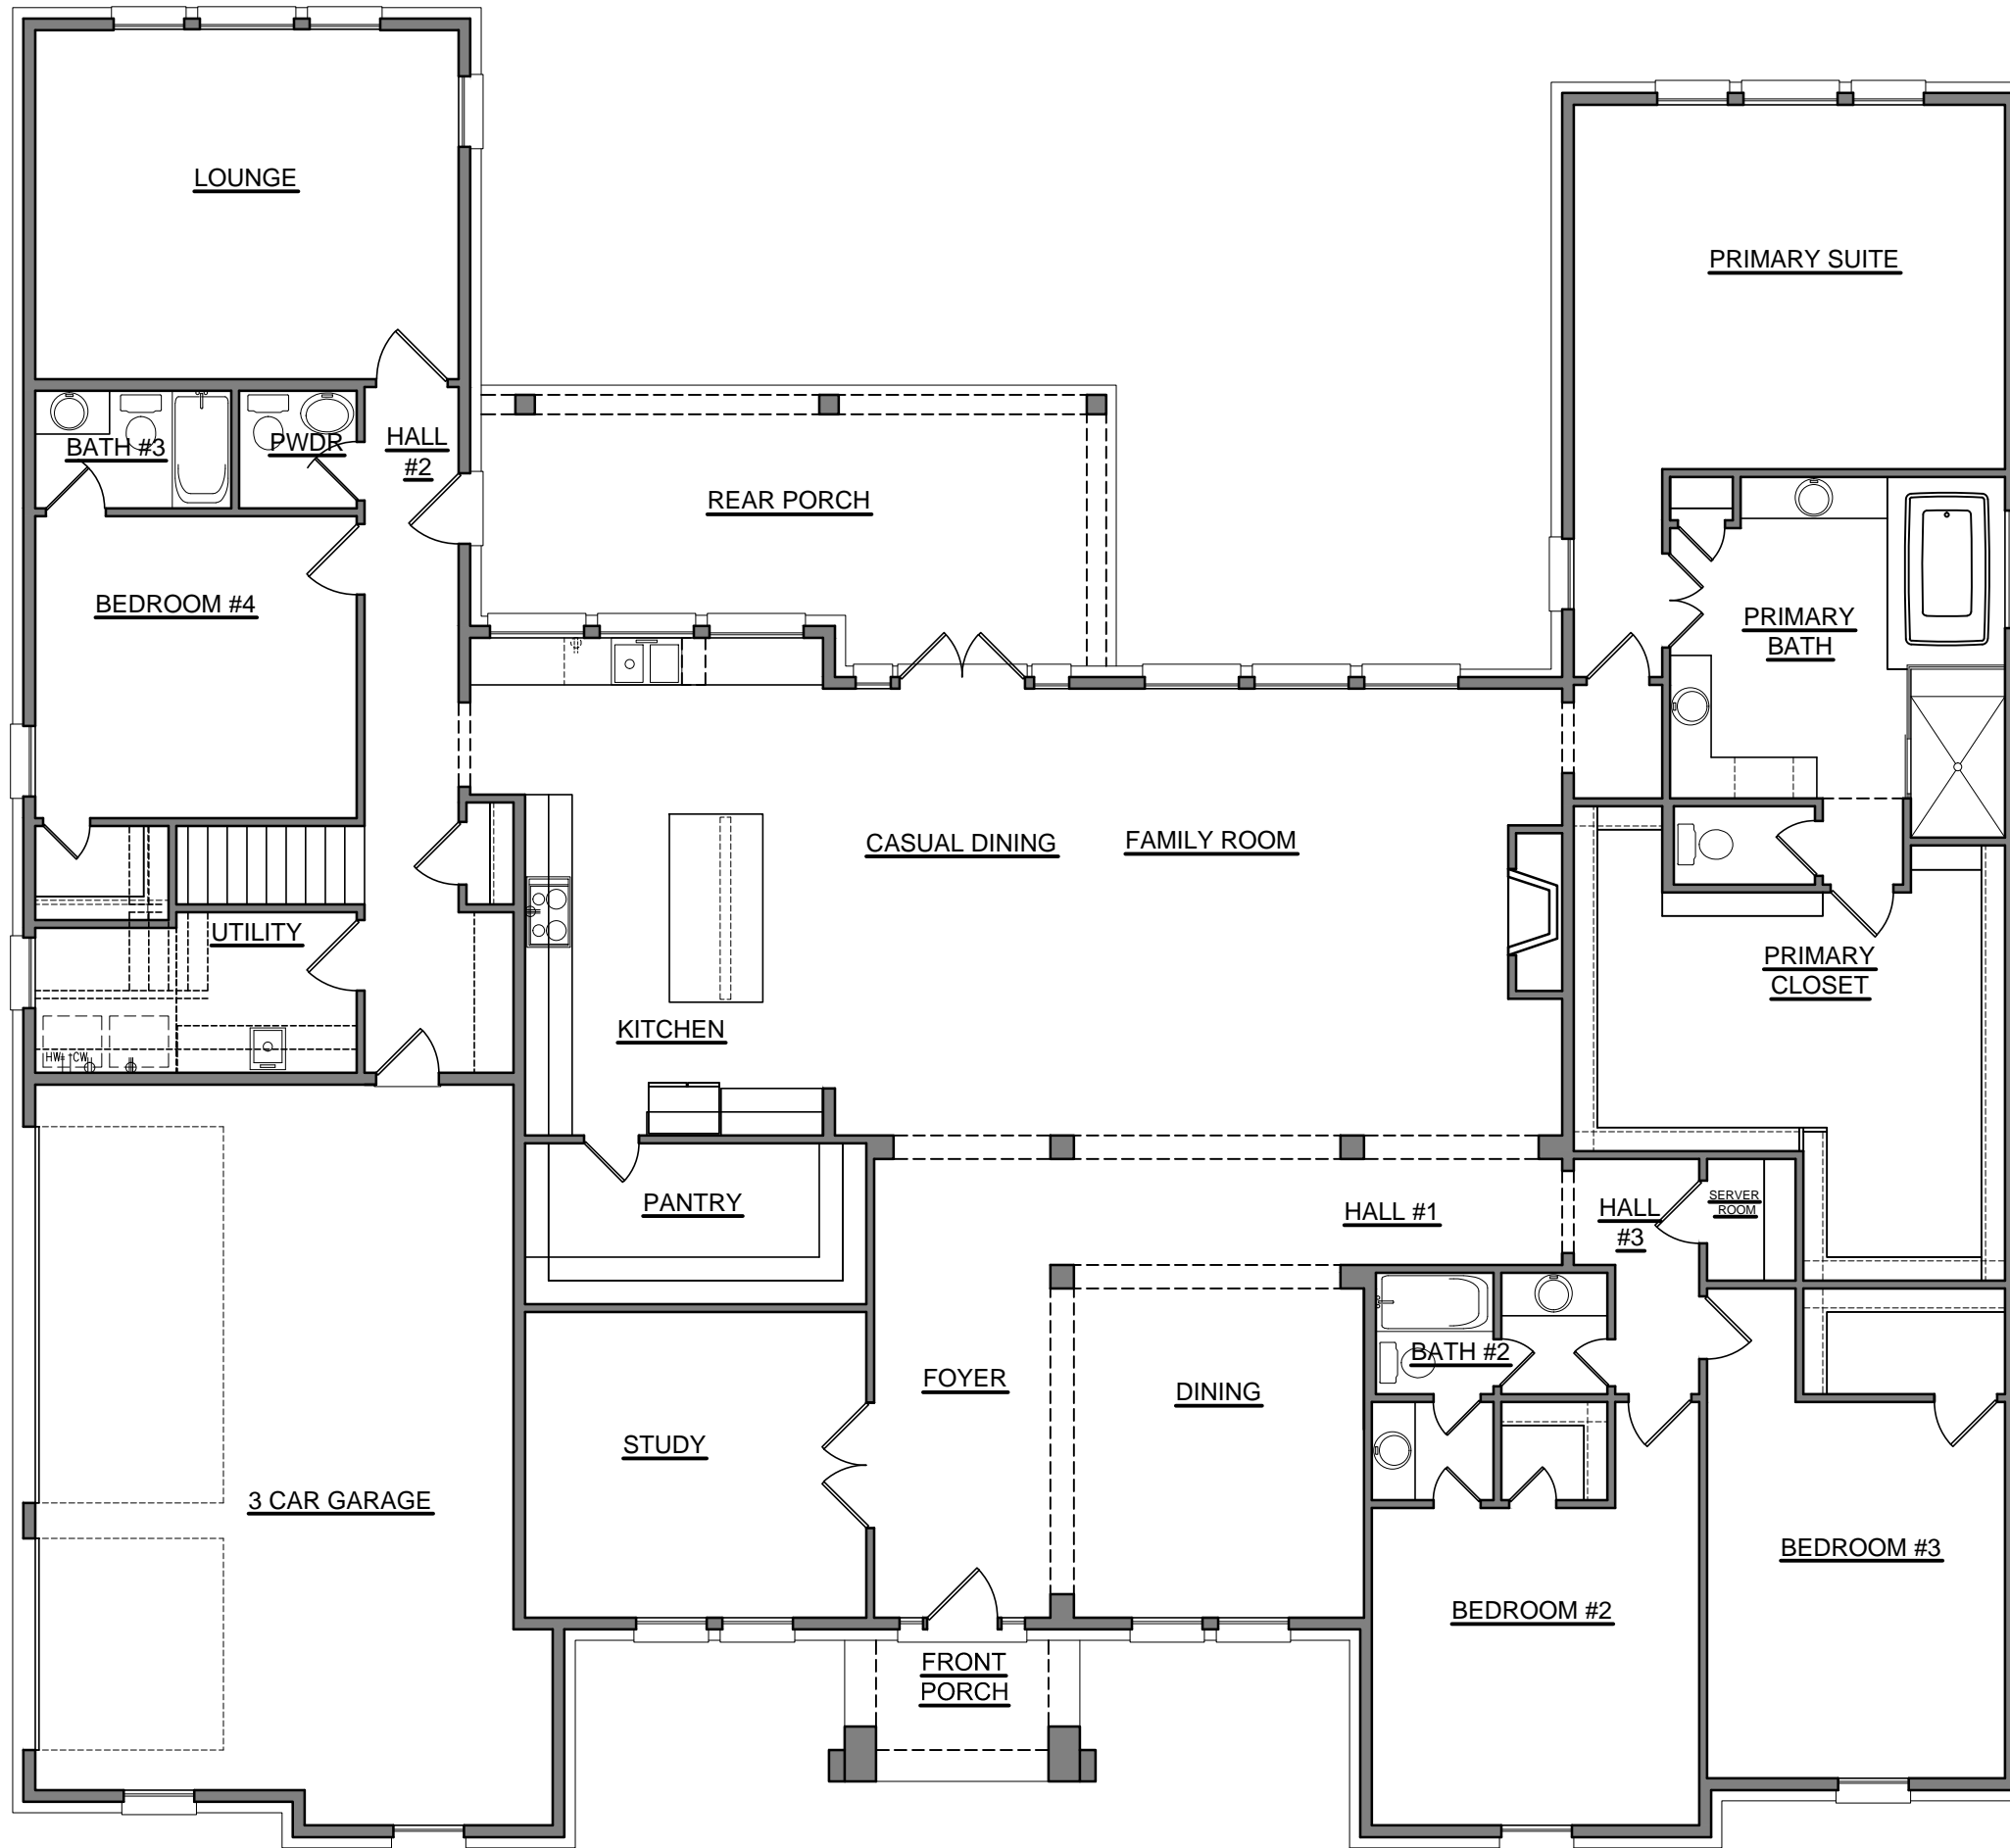 LOUNGE
PRIMARY SUITE
BATH #3
PWDR
HALL
#2
REAR PORCH
BEDROOM #4
PRIMARY
BATH
CASUAL DINING
FAMILY ROOM
UTILITY
PRIMARY
CLOSET
KITCHEN
HW
CW
PANTRY
HALL #1
HALL
#3
SERVER
ROOM
BATH #2
FOYER
DINING
STUDY
3 CAR GARAGE
BEDROOM #3
BEDROOM #2
FRONT
PORCH